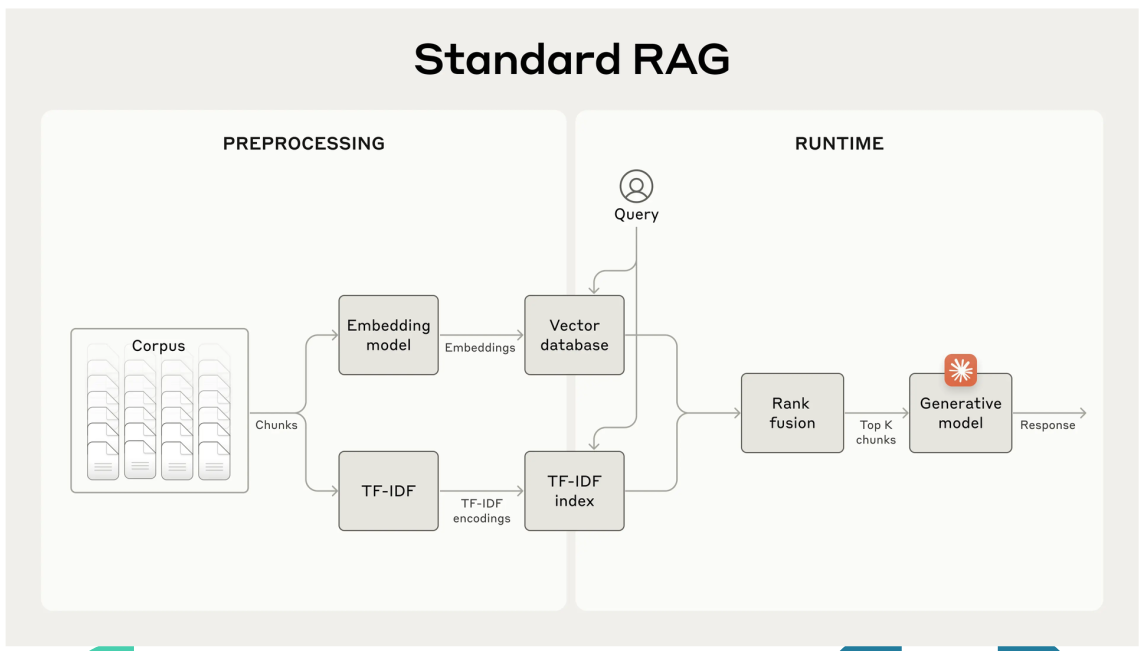 Standard RAG
PREPROCESSING
RUNTIME
Query
Corpus
Chunks
Embedding
model
Embeddings
Vector
database
TF-IDF
TF-IDF
encodings
TF-IDF
index
Rank
fusion
Top K
chunks
Generative
model
Response